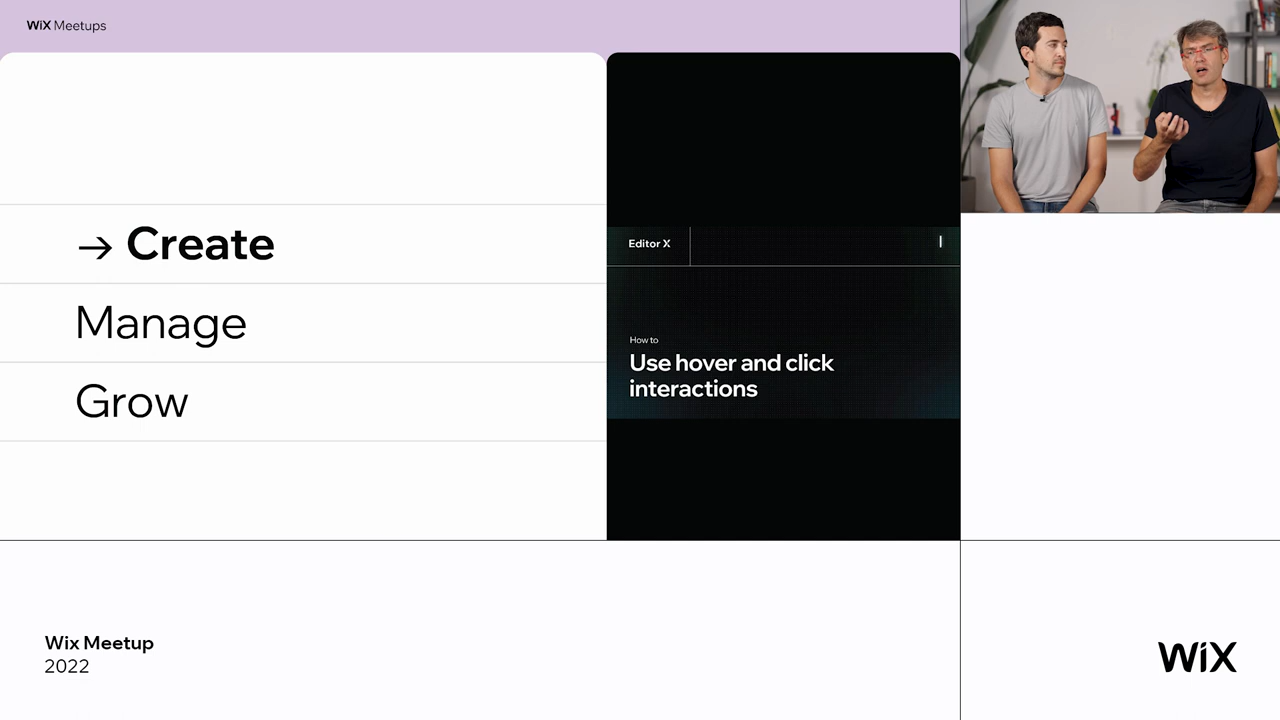 WiX Meetups
→ Create
Manage
Grow
Editor X
How to
Use hover and click
interactions
Wix Meetup
2022
WiX